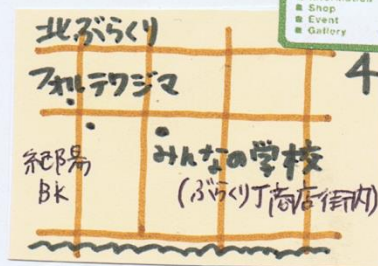 Shop
Event
Gallery
4
北ぶらくり
フォルテワジマ
紀陽
BK
みんなの学校
(ぶらくり丁商店街内)